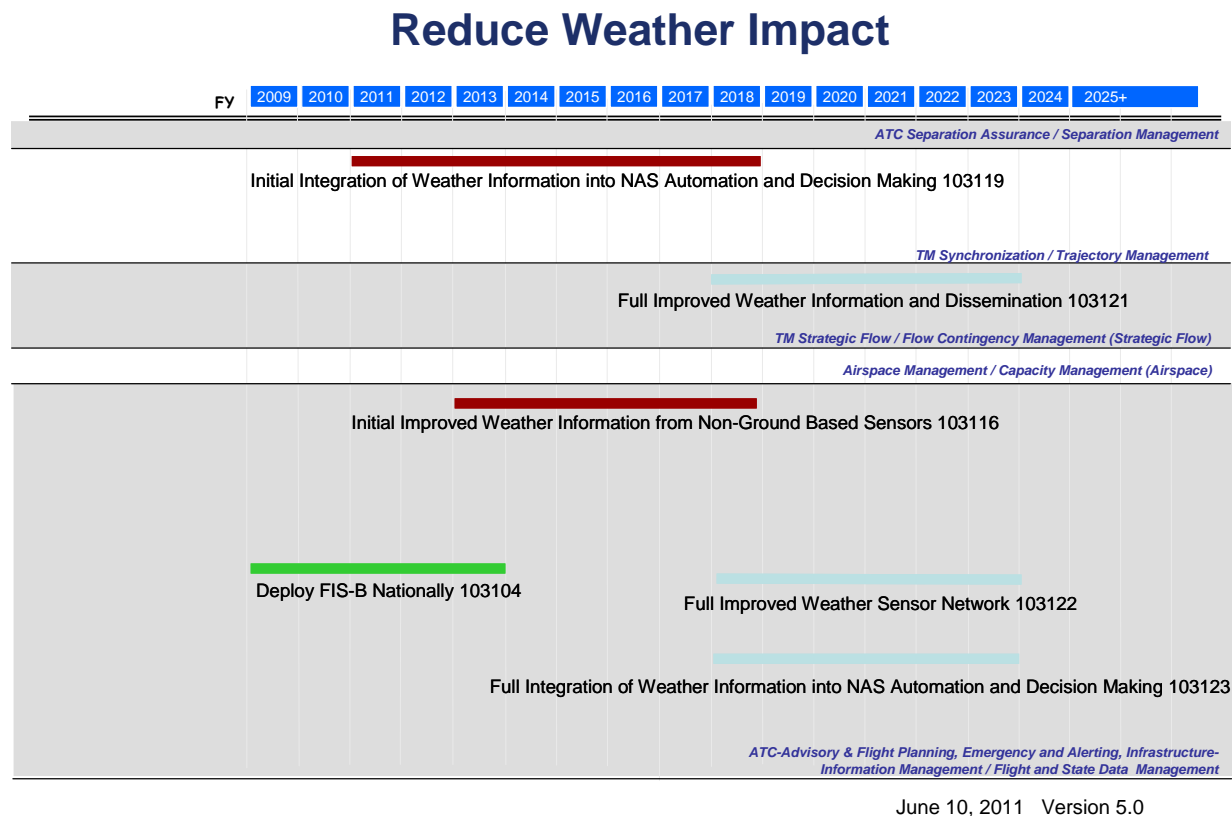 Reduce Weather Impact
FY 2009 2010 2011 2012 2013 2014 2015 2016 2017 2018 2019 2020 2021 2022 2023 2024 2025+
ATC Separation Assurance / Separation Management
Initial Integration of Weather Information into NAS Automation and Decision Making 103119
TM Synchronization / Trajectory Management
Full Improved Weather Information and Dissemination 103121
TM Strategic Flow / Flow Contingency Management (Strategic Flow)
Airspace Management / Capacity Management (Airspace)
Initial Improved Weather Information from Non-Ground Based Sensors 103116
Deploy FIS-B Nationally 103104
Full Improved Weather Sensor Network 103122
Full Integration of Weather Information into NAS Automation and Decision Making 103123
ATC-Advisory & Flight Planning, Emergency and Alerting, Infrastructure-
Information Management / Flight and State Data Management
June 10, 2011 Version 5.0